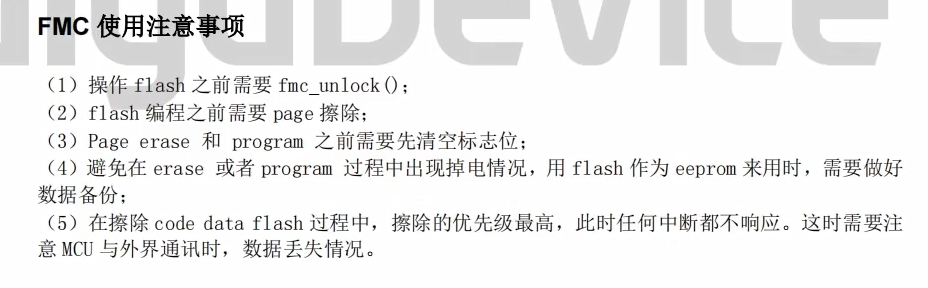 FMC 使用注意事项
（1）操作 flash 之前需要 fmc_unlock();
（2）flash 编程之前需要 page 擦除;
（3）Page erase 和 program 之前需要先清空标志位;
（4）避免在 erase 或者 program 过程中出现掉电情况，用 flash 作为 eeprom 来用时，需要做好
数据备份;
（5）在擦除 code data flash 过程中，擦除的优先级最高，此时任何中断都不响应。这时需要注
意 MCU 与外界通讯时，数据丢失情况。